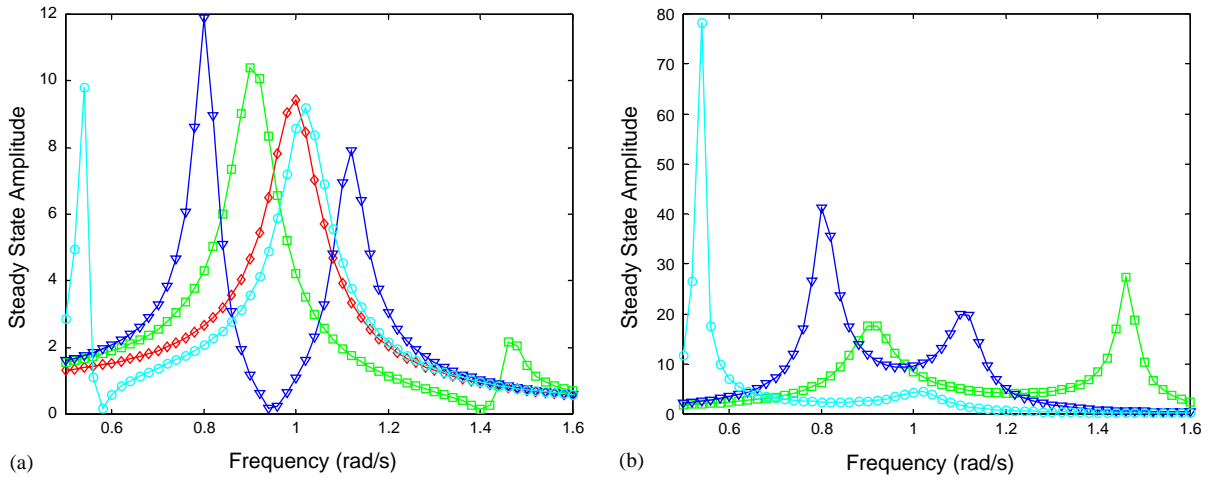 12
10
8
6
4
2
0
Steady State Amplitude
0.6 0.8 1 1.2 1.4 1.6
Frequency (rad/s)
(a)
80
70
60
50
40
30
20
10
0
Steady State Amplitude
0.6 0.8 1 1.2 1.4 1.6
Frequency (rad/s)
(b)